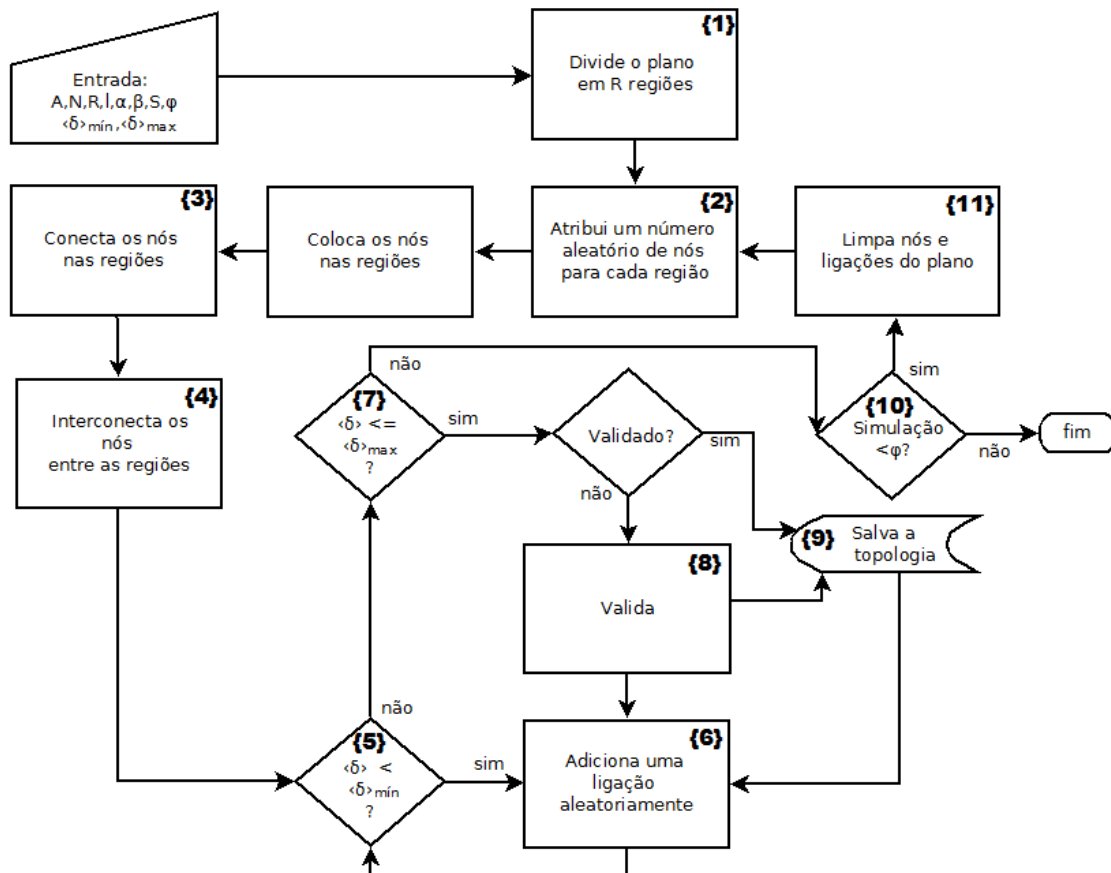 Entrada:
A,N,R,l,α,β,S,φ
‹δ›mín,‹δ›max
{1}
Divide o plano
em R regiões
{3}
Conecta os nós
nas regiões
Coloca os nós
nas regiões
{2}
Atribui um número
aleatório de nós
para cada região
{11}
Limpa nós e
ligações do plano
{4}
Interconecta os
nós
entre as regiões
não
{7}
‹δ› <=
‹δ›max
?
sim
Validado?
sim
não
sim
{10}
Simulação
<φ?
não
fim
{9}
Salva a
topologia
{8}
Valida
não
{5}
‹δ› <
‹δ›mín
?
sim
{6}
Adiciona uma
ligação
aleatoriamente